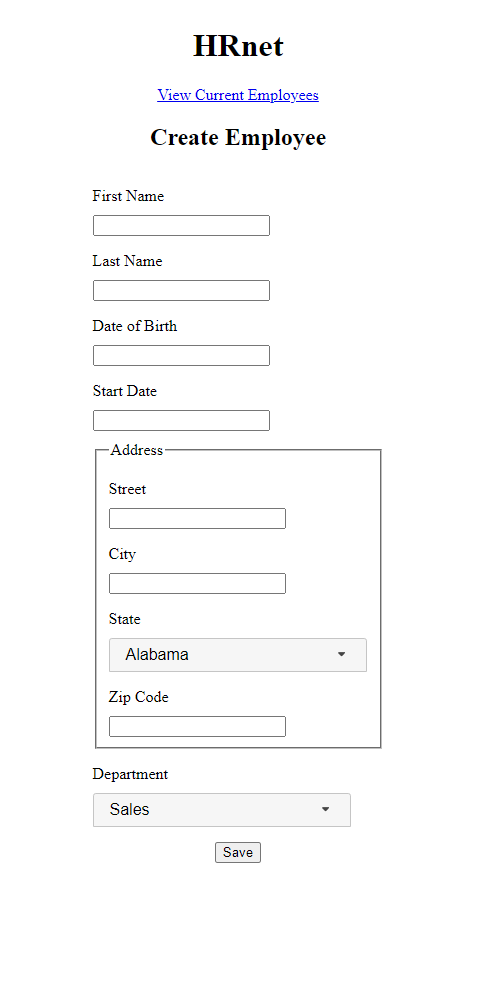 HRnet
View Current Employees
Create Employee
First Name
Last Name
Date of Birth
Start Date
Address
Street
City
State
Alabama
Zip Code
Department
Sales
Save